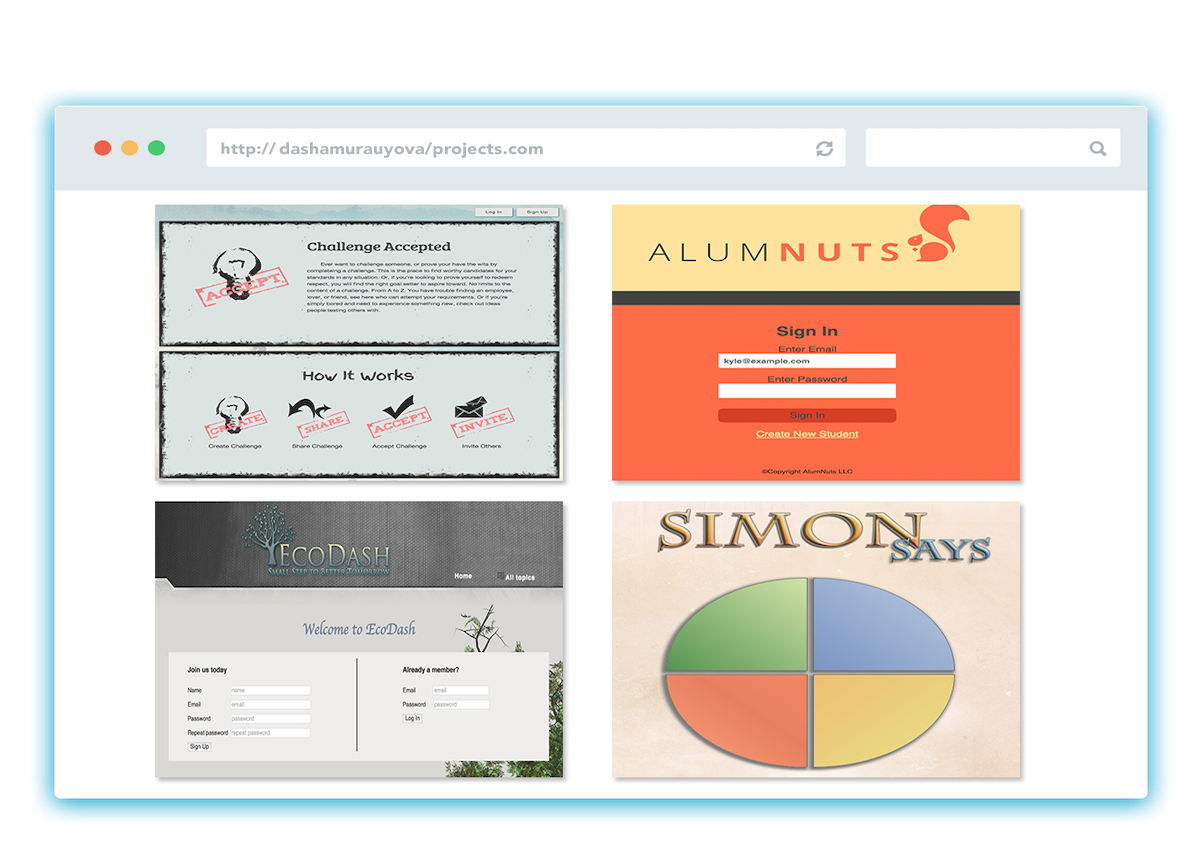 http:// dashamurauyova/projects.com
Log In
Sign Up
Challenge Accepted
Ever want to challenge someone, or prove your have the wits by
completeing a challenge. This is the place to find worthy candidates for your
standards in any situation. Or, if you're looking to prove yourself to redeem
respect, you will find the right goal setter to aspire toward. No limits to the
content of a challenge. From A to Z. You have trouble finding an employee,
lover, or friend, see here who can attempt your requirements. Or if you're
simply bored and need to experience something new, check out ideas
people testing others with.
ACCEPT
How It Works
CREATE
SHARE
ACCEPT
INVITE
Create Challenge
Share Challenge
Accept Challenge
Invite Others
ALUMNUTS
Sign In
Enter Email
kyle@example.com
Enter Password
Sign In
Create New Student
©Copyright AlumNuts LLC
ECODASH
SMALL STEP TO BETTER TOMORROW
Home
All topics
Welcome to EcoDash
Join us today
Name name
Email email
Password password
Repeat password repeat password
Sign Up
Already a member?
Email email
Password password
Log In
SIMON
SAYS